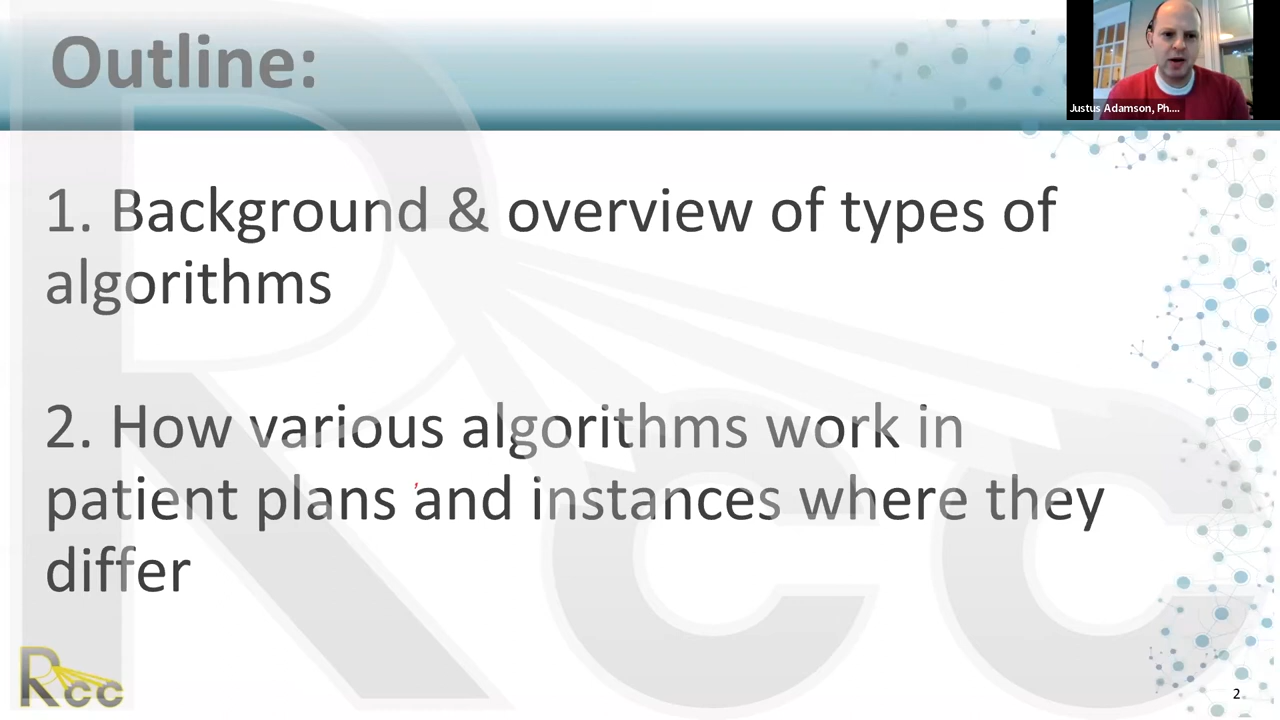 Outline:
Justus Adamson, Ph....
1. Background & overview of types of
algorithms
2. How various algorithms work in
patient plans and instances where they
differ
Rcc
Rcc
2